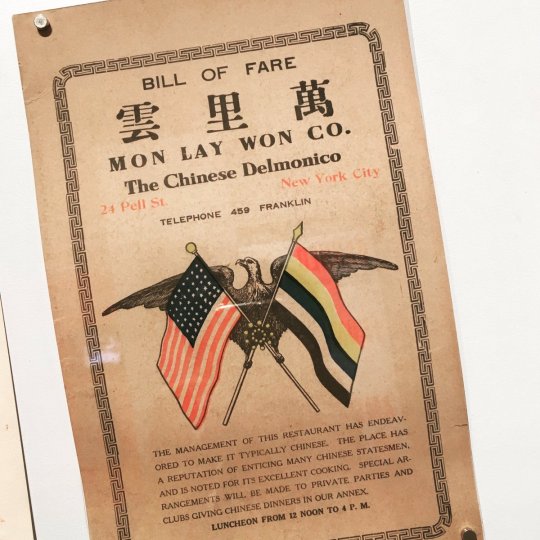 BILL OF FARE
雲里萬
MON LAY WON CO.
The Chinese Delmonico
24 Pell St. New York City
TELEPHONE 459 FRANKLIN
THE MANAGEMENT OF THIS RESTAURANT HAS ENDEAV-
ORED TO MAKE IT TYPICALLY CHINESE. THE PLACE HAS
A REPUTATION OF ENTICING MANY CHINESE STATESMEN,
AND IS NOTED FOR ITS EXCELLENT COOKING. SPECIAL AR-
RANGEMENTS WILL BE MADE TO PRIVATE PARTIES AND
CLUBS GIVING CHINESE DINNERS IN OUR ANNEX.
LUNCHEON FROM 12 NOON TO 4 P. M.